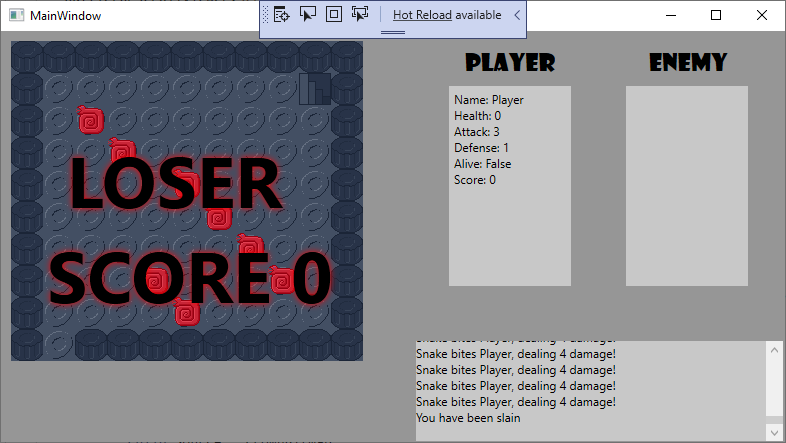 MainWindow
Hot Reload available
PLAYER
ENEMY
Name: Player
Health: 0
Attack: 3
Defense: 1
Alive: False
Score: 0
LOSER
SCORE 0
Snake bites Player, dealing 4 damage!
Snake bites Player, dealing 4 damage!
Snake bites Player, dealing 4 damage!
Snake bites Player, dealing 4 damage!
Snake bites Player, dealing 4 damage!
You have been slain